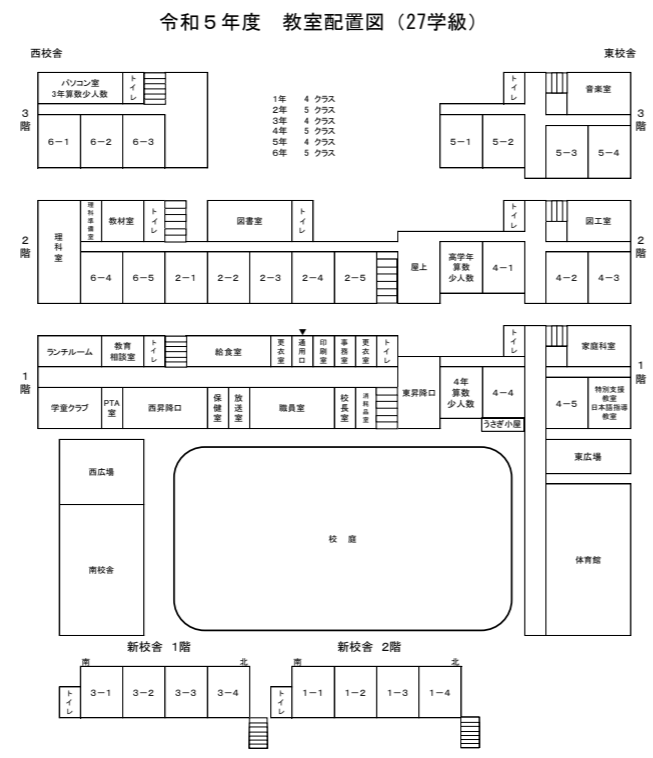 令和５年度　教室配置図（27学級）
西校舎
東校舎
3階
パソコン室
3年算数少人数
トイレ
6－1
6－2
6－3
1年　4 クラス
2年　5 クラス
3年　4 クラス
4年　5 クラス
5年　4 クラス
6年　5 クラス
トイレ
音楽室
5－1
5－2
5－3
5－4
3階
2階
理科室
理科準備室
教材室
トイレ
図書室
トイレ
6－4
6－5
2－1
2－2
2－3
2－4
2－5
屋上
高学年
算数
少人数
4－1
トイレ
図工室
4－2
4－3
2階
1階
ランチルーム
教育
相談室
トイレ
給食室
更衣室
通用口
印刷室
事務室
更衣室
トイレ
学童クラブ
PTA
室
西昇降口
保健室
放送室
職員室
校長室
消耗品室
東昇降口
4年
算数
少人数
4－4
うさぎ小屋
トイレ
家庭科室
4－5
特別支援
教室
日本語指導
教室
1階
西広場
南校舎
校　庭
東広場
体育館
新校舎　1階
南
北
トイレ
3－1
3－2
3－3
3－4
新校舎　2階
南
北
トイレ
1－1
1－2
1－3
1－4